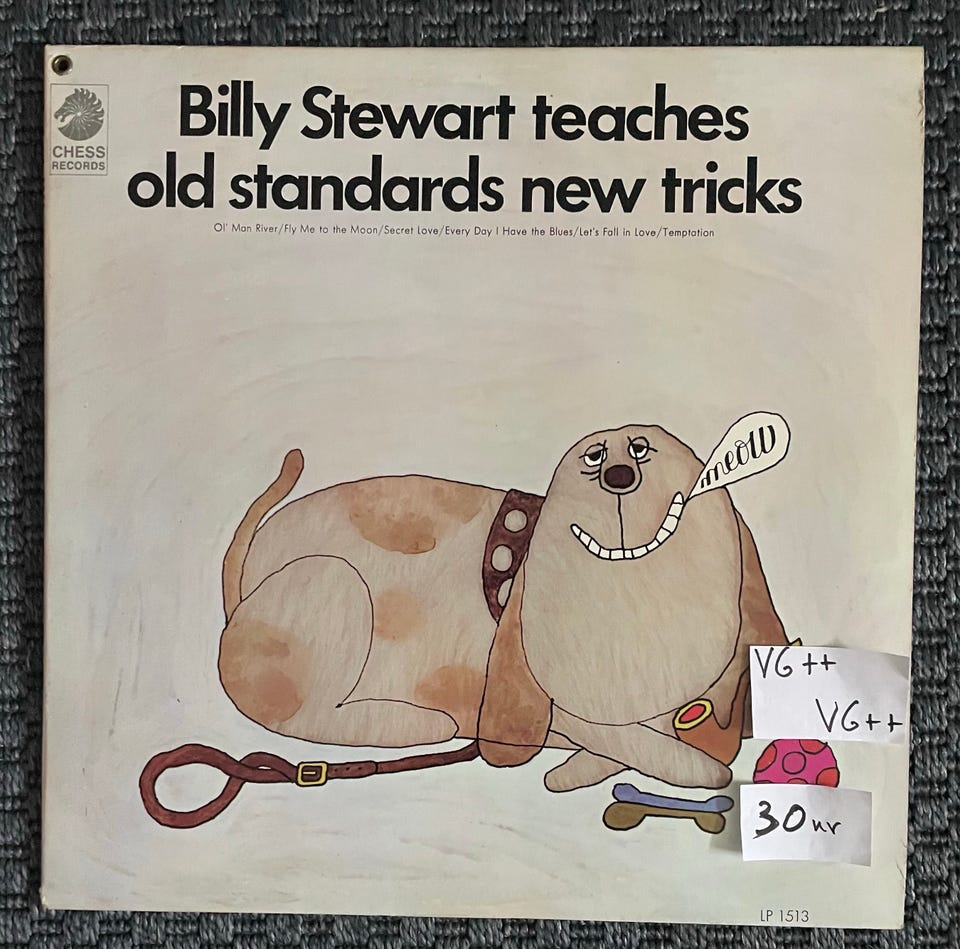 Billy Stewart teaches
old standards new tricks
Ol' Man River/Fly Me to the Moon/Secret Love/Every Day I Have the Blues/Let's Fall in Love/Temptation
CHESS
RECORDS
meow
VG++
VG++
30
LP 1513